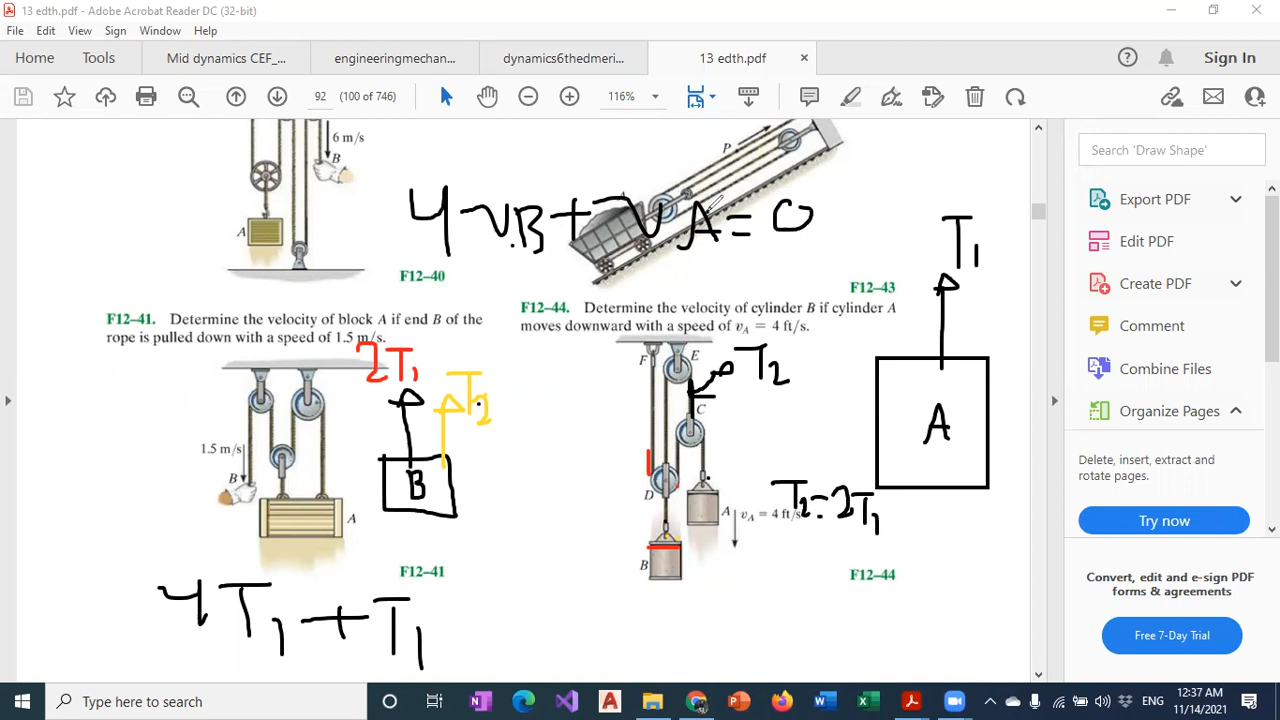 13 edth.pdf - Adobe Acrobat Reader DC (32-bit)
File Edit View Sign Window Help
Home Tools Mid dynamics CEF_... engineeringmechan... dynamics6thedmeri... 13 edth.pdf × Sign In
92 (100 of 746) 116%
6 m/s
B
A
F12–40
P
F12–43
4 VB + VA = 0
F12–41. Determine the velocity of block A if end B of the
rope is pulled down with a speed of 1.5 m/s.
F12–44. Determine the velocity of cylinder B if cylinder A
moves downward with a speed of vA = 4 ft/s.
2T1
T2
B
1.5 m/s
B
A
F12–41
F
E
T2
C
D
A
vA = 4 ft/s
B
T2 = 2T1
F12–44
T1
A
4T1 + T1
Search 'Draw Shape'
Export PDF
Edit PDF
Create PDF
Comment
Combine Files
Organize Pages
Delete, insert, extract and
rotate pages.
Try now
Convert, edit and e-sign PDF
forms & agreements
Free 7-Day Trial
Type here to search
ENG
12:37 AM
11/14/2021